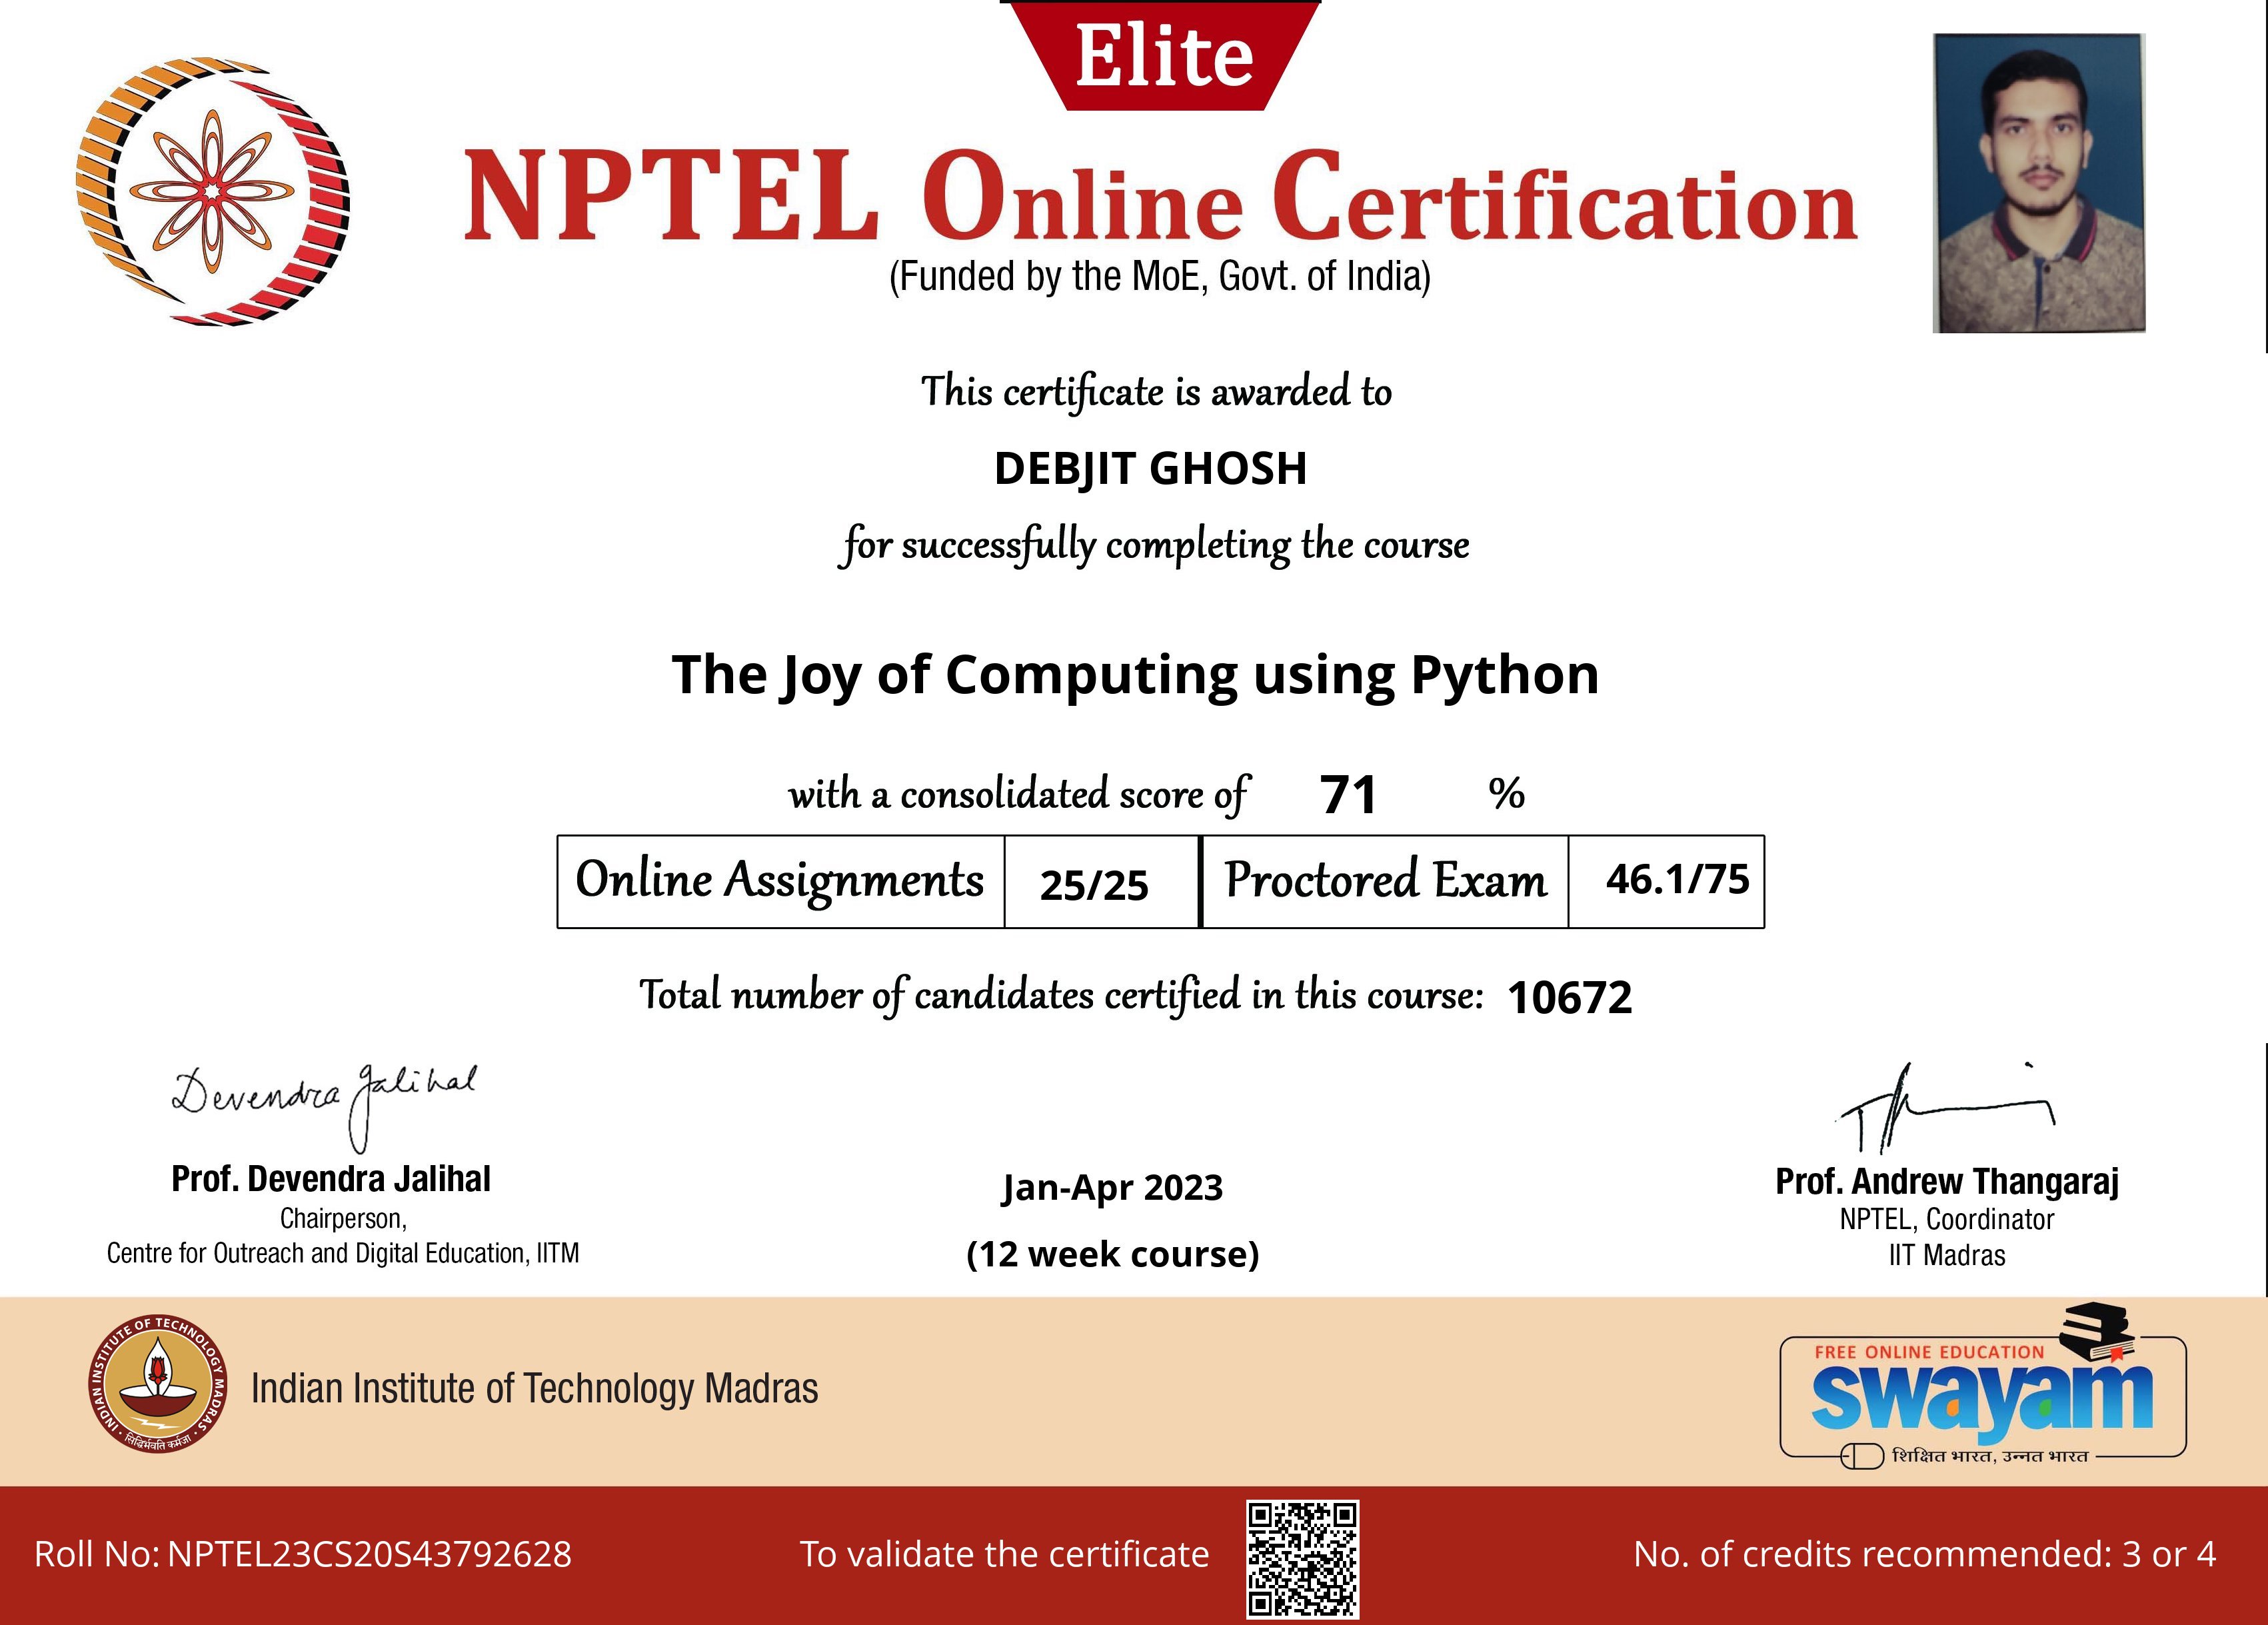 Elite
NPTEL Online Certification
(Funded by the MoE, Govt. of India)
This certificate is awarded to
DEBJIT GHOSH
for successfully completing the course
The Joy of Computing using Python
with a consolidated score of 71 %
Online Assignments 25/25 Proctored Exam 46.1/75
Total number of candidates certified in this course: 10672
Devendra Jalihal
Prof. Devendra Jalihal
Chairperson,
Centre for Outreach and Digital Education, IITM
Jan-Apr 2023
(12 week course)
Prof. Andrew Thangaraj
NPTEL, Coordinator
IIT Madras
INDIAN INSTITUTE OF TECHNOLOGY MADRAS
सिद्धिर्भवति कर्मजा
Indian Institute of Technology Madras
FREE ONLINE EDUCATION
swayam
शिक्षित भारत, उन्नत भारत
Roll No: NPTEL23CS20S43792628
To validate the certificate
No. of credits recommended: 3 or 4